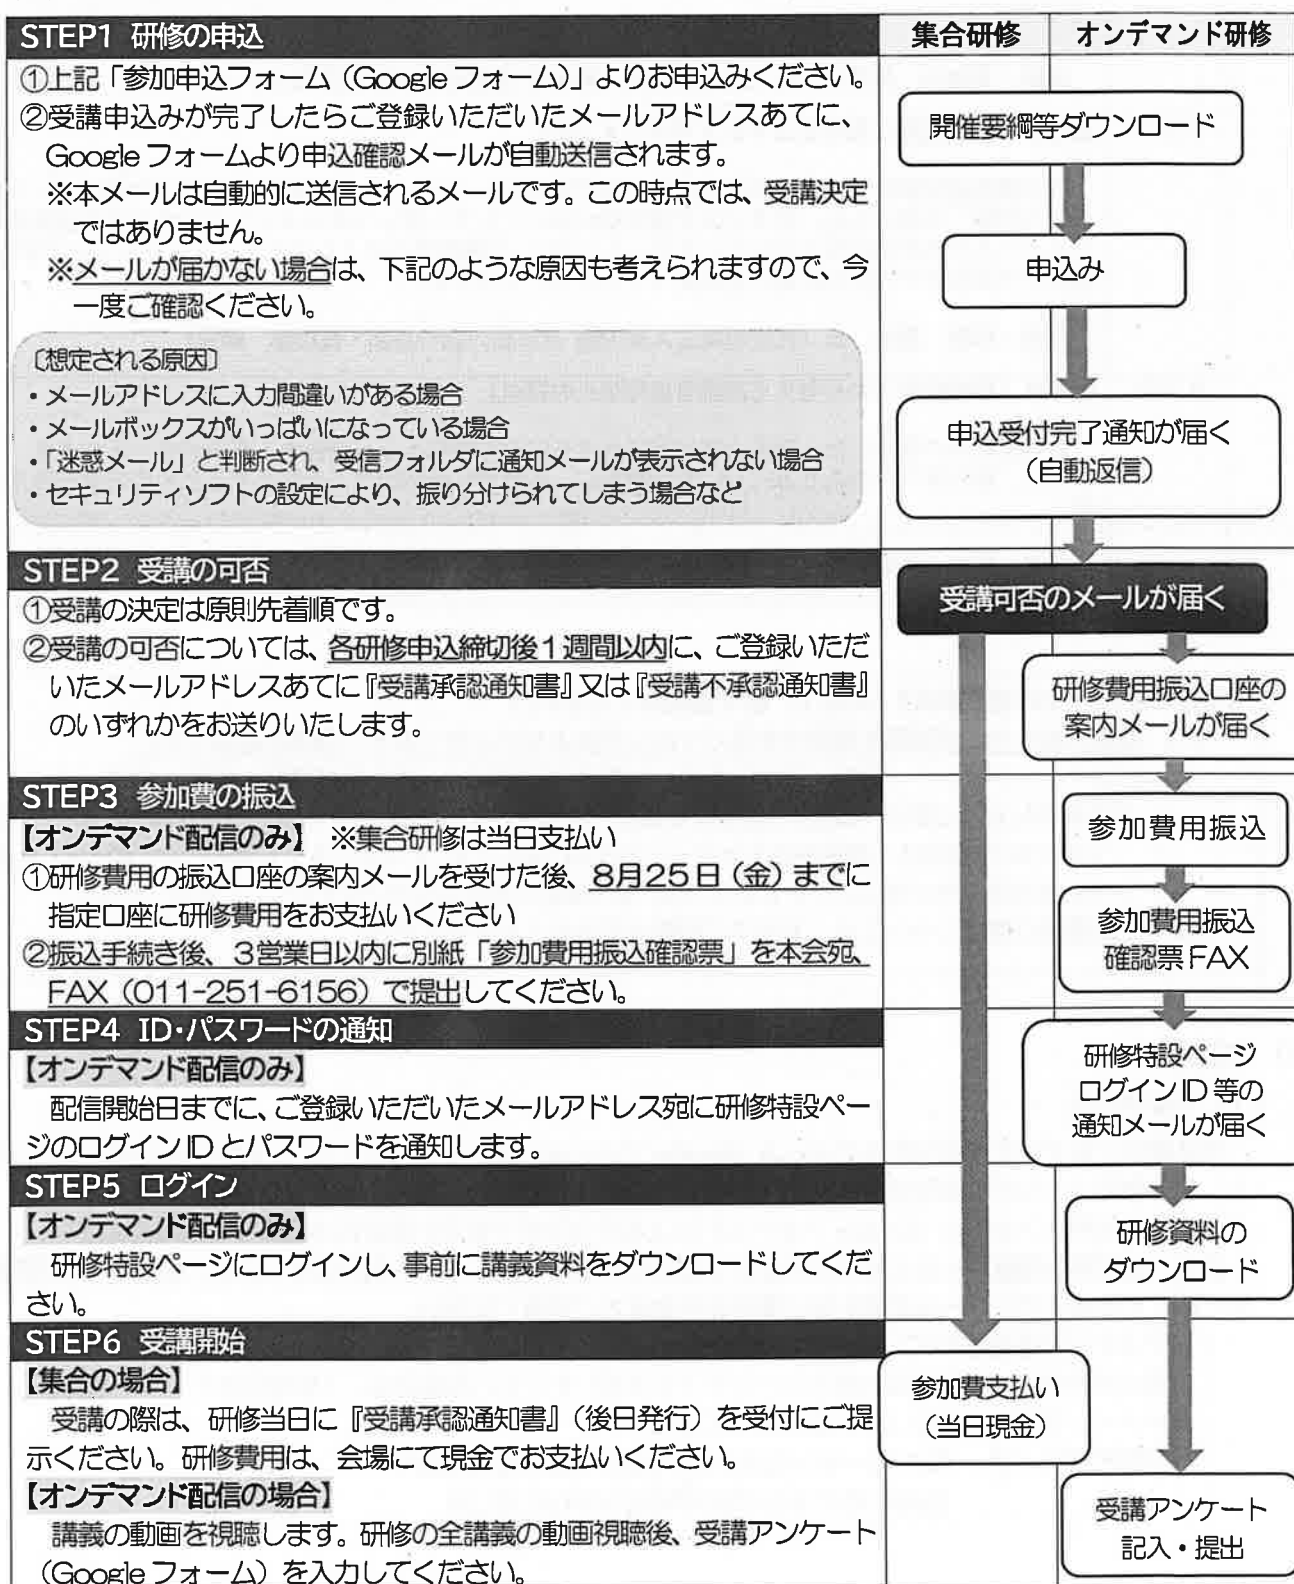 STEP1 研修の申込
①上記「参加申込フォーム(Google フォーム)」よりお申込みください。
②受講申込みが完了したらご登録いただいたメールアドレスあてに、
Google フォームより申込確認メールが自動送信されます。
※本メールは自動的に送信されるメールです。この時点では、受講決定
ではありません。
※メールが届かない場合は、下記のような原因も考えられますので、今
一度ご確認ください。
〔想定される原因〕
・メールアドレスに入力間違いがある場合
・メールボックスがいっぱいになっている場合
・「迷惑メール」と判断され、受信フォルダに通知メールが表示されない場合
・セキュリティソフトの設定により、振り分けられてしまう場合など
STEP2 受講の可否
①受講の決定は原則先着順です。
②受講の可否については、各研修申込締切後1週間以内に、ご登録いただ
いたメールアドレスあてに『受講承認通知書』又は『受講不承認通知書』
のいずれかをお送りいたします。
STEP3 参加費の振込
【オンデマンド配信のみ】 ※集合研修は当日支払い
①研修費用の振込口座の案内メールを受けた後、8月25日(金)までに
指定口座に研修費用をお支払いください
②振込手続き後、3営業日以内に別紙「参加費用振込確認票」を本会宛、
FAX(011-251-6156)で提出してください。
STEP4 ID・パスワードの通知
【オンデマンド配信のみ】
配信開始日までに、ご登録いただいたメールアドレス宛に研修特設ペー
ジのログイン ID とパスワードを通知します。
STEP5 ログイン
【オンデマンド配信のみ】
研修特設ページにログインし、事前に講義資料をダウンロードしてくだ
さい。
STEP6 受講開始
【集合の場合】
受講の際は、研修当日に『受講承認通知書』(後日発行)を受付にご提
示ください。研修費用は、会場にて現金でお支払いください。
【オンデマンド配信の場合】
講義の動画を視聴します。研修の全講義の動画視聴後、受講アンケート
(Google フォーム)を入力してください。
集合研修
オンデマンド研修
開催要綱等ダウンロード
申込み
申込受付完了通知が届く
(自動返信)
受講可否のメールが届く
研修費用振込口座の
案内メールが届く
参加費用振込
参加費用振込
確認票 FAX
研修特設ページ
ログイン ID 等の
通知メールが届く
研修資料の
ダウンロード
参加費支払い
(当日現金)
受講アンケート
記入・提出